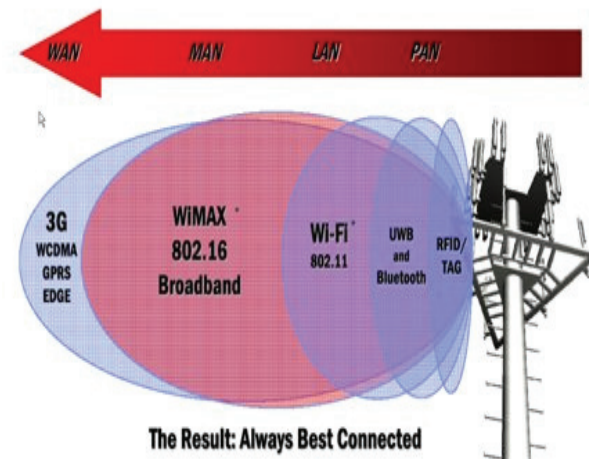 WAN MAN LAN PAN
3G
WCDMA
GPRS
EDGE
WiMAX *
802.16
Broadband
Wi-Fi *
802.11
UWB
and
Bluetooth
RFID/
TAG
The Result: Always Best Connected